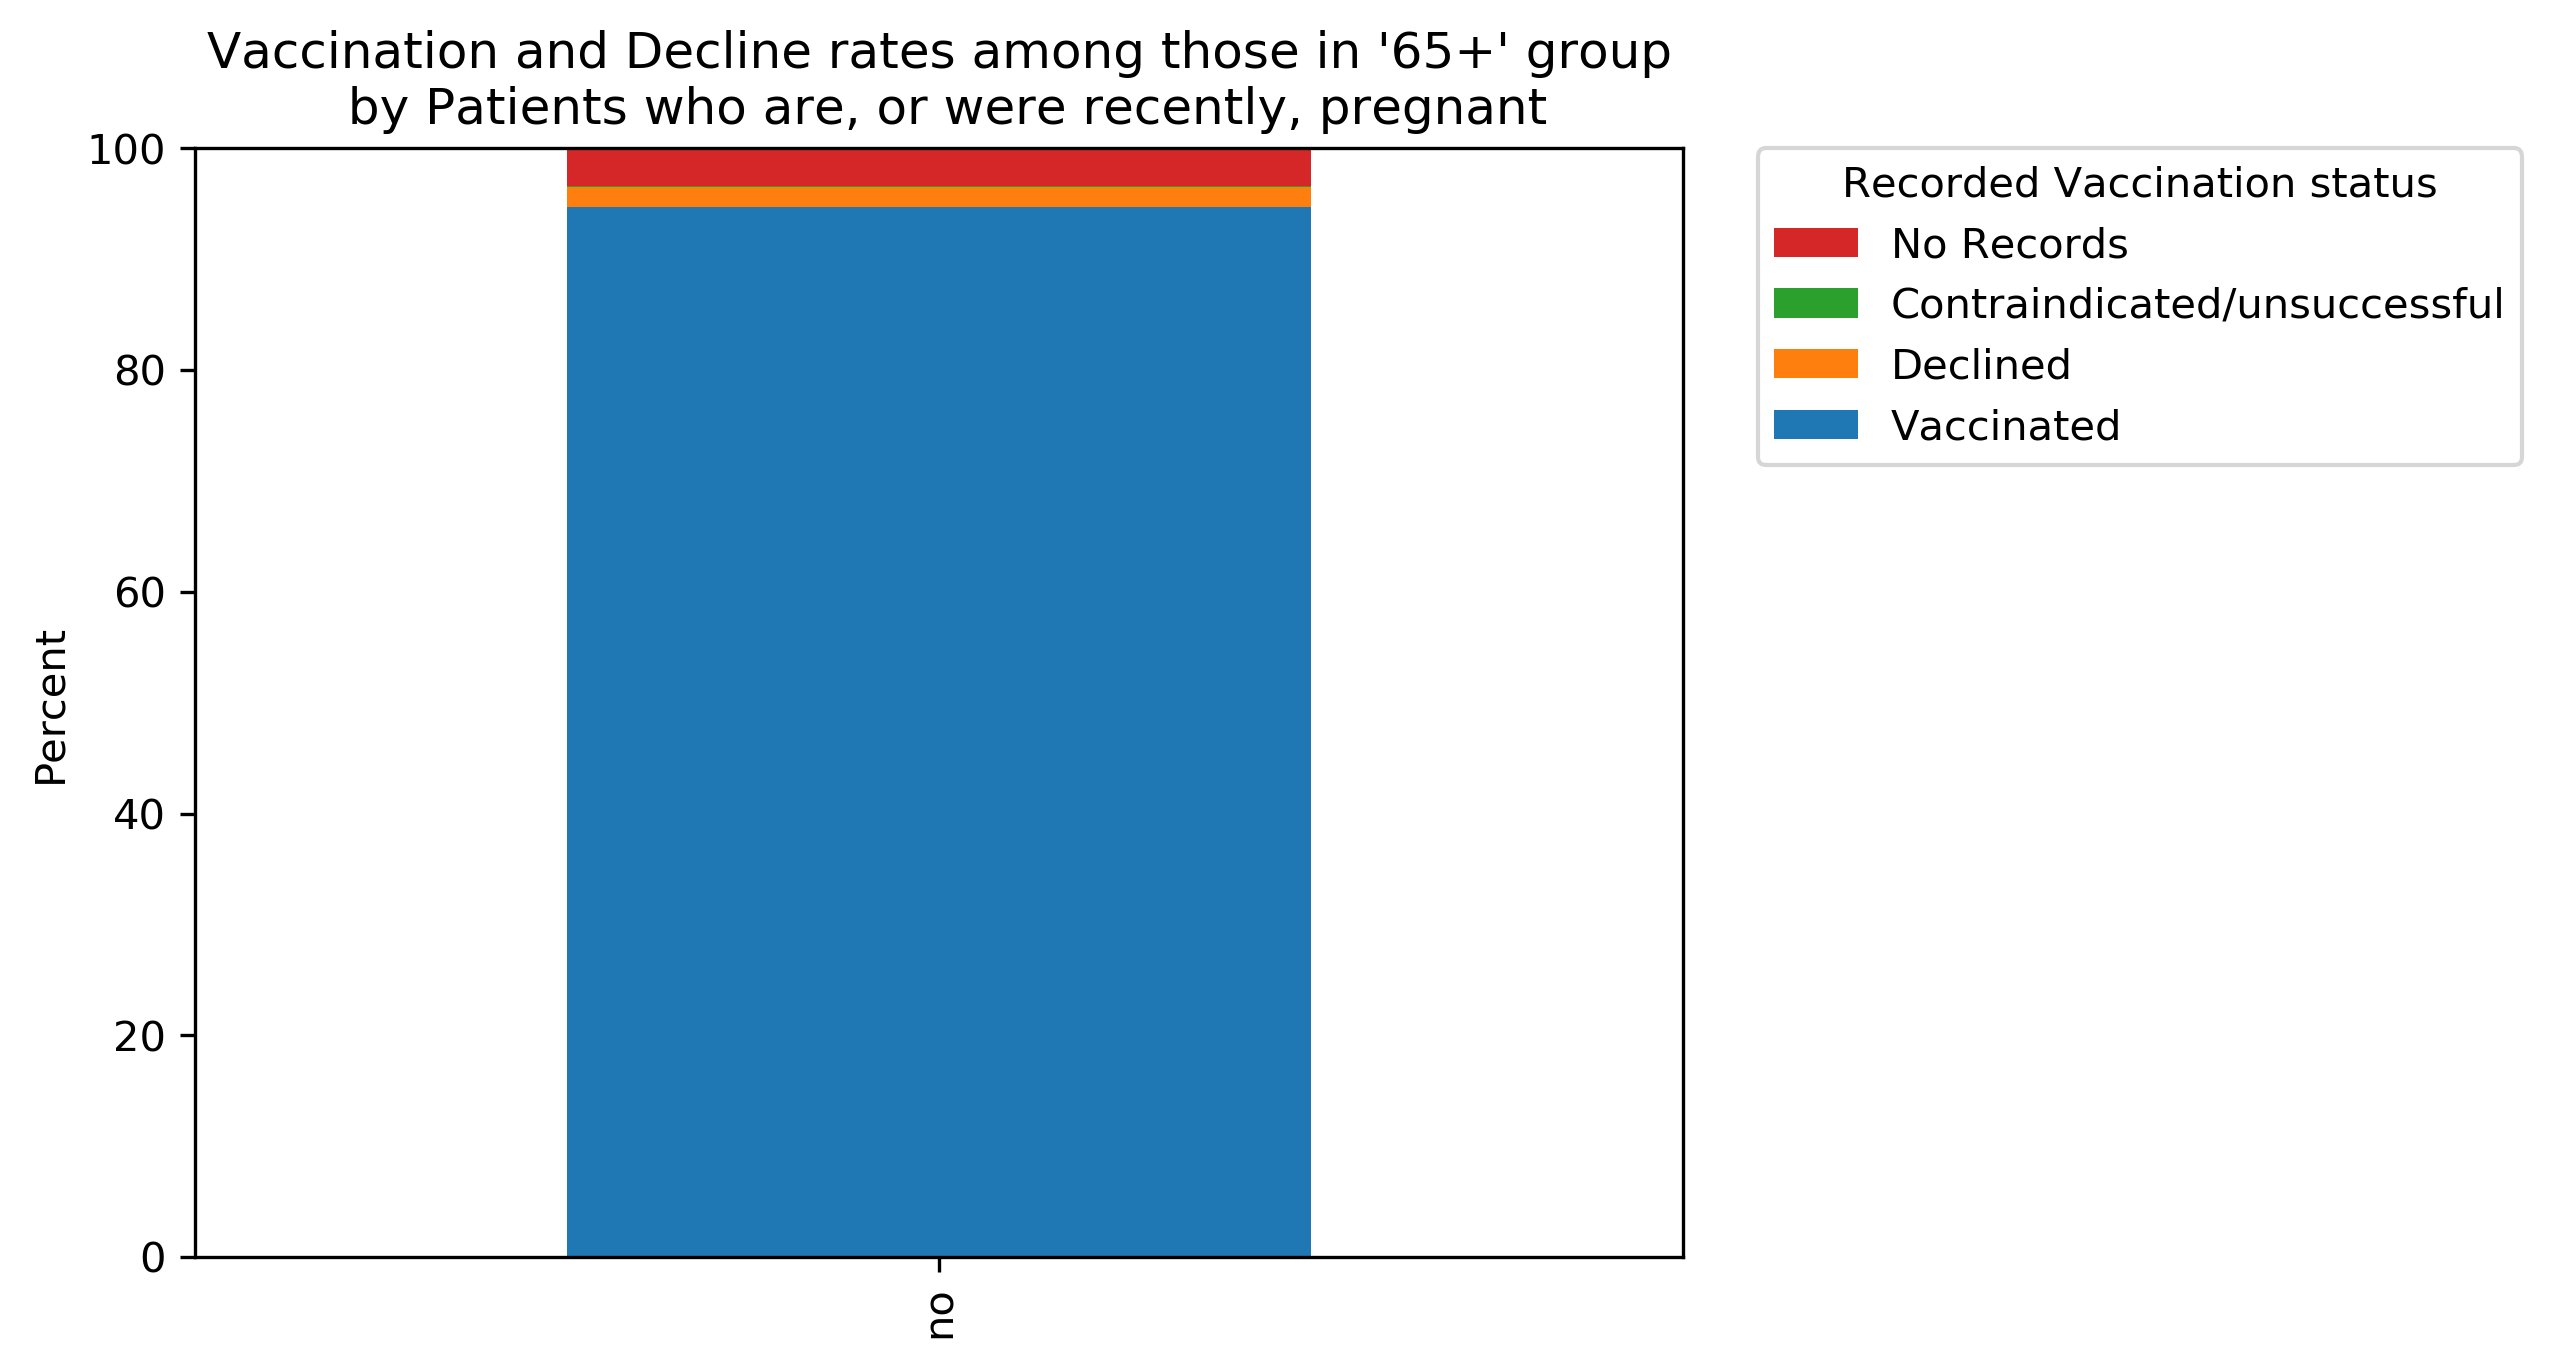 Vaccination and Decline rates among those in '65+' group
by Patients who are, or were recently, pregnant
100
80
60
40
20
0
Percent
no
Recorded Vaccination status
No Records
Contraindicated/unsuccessful
Declined
Vaccinated